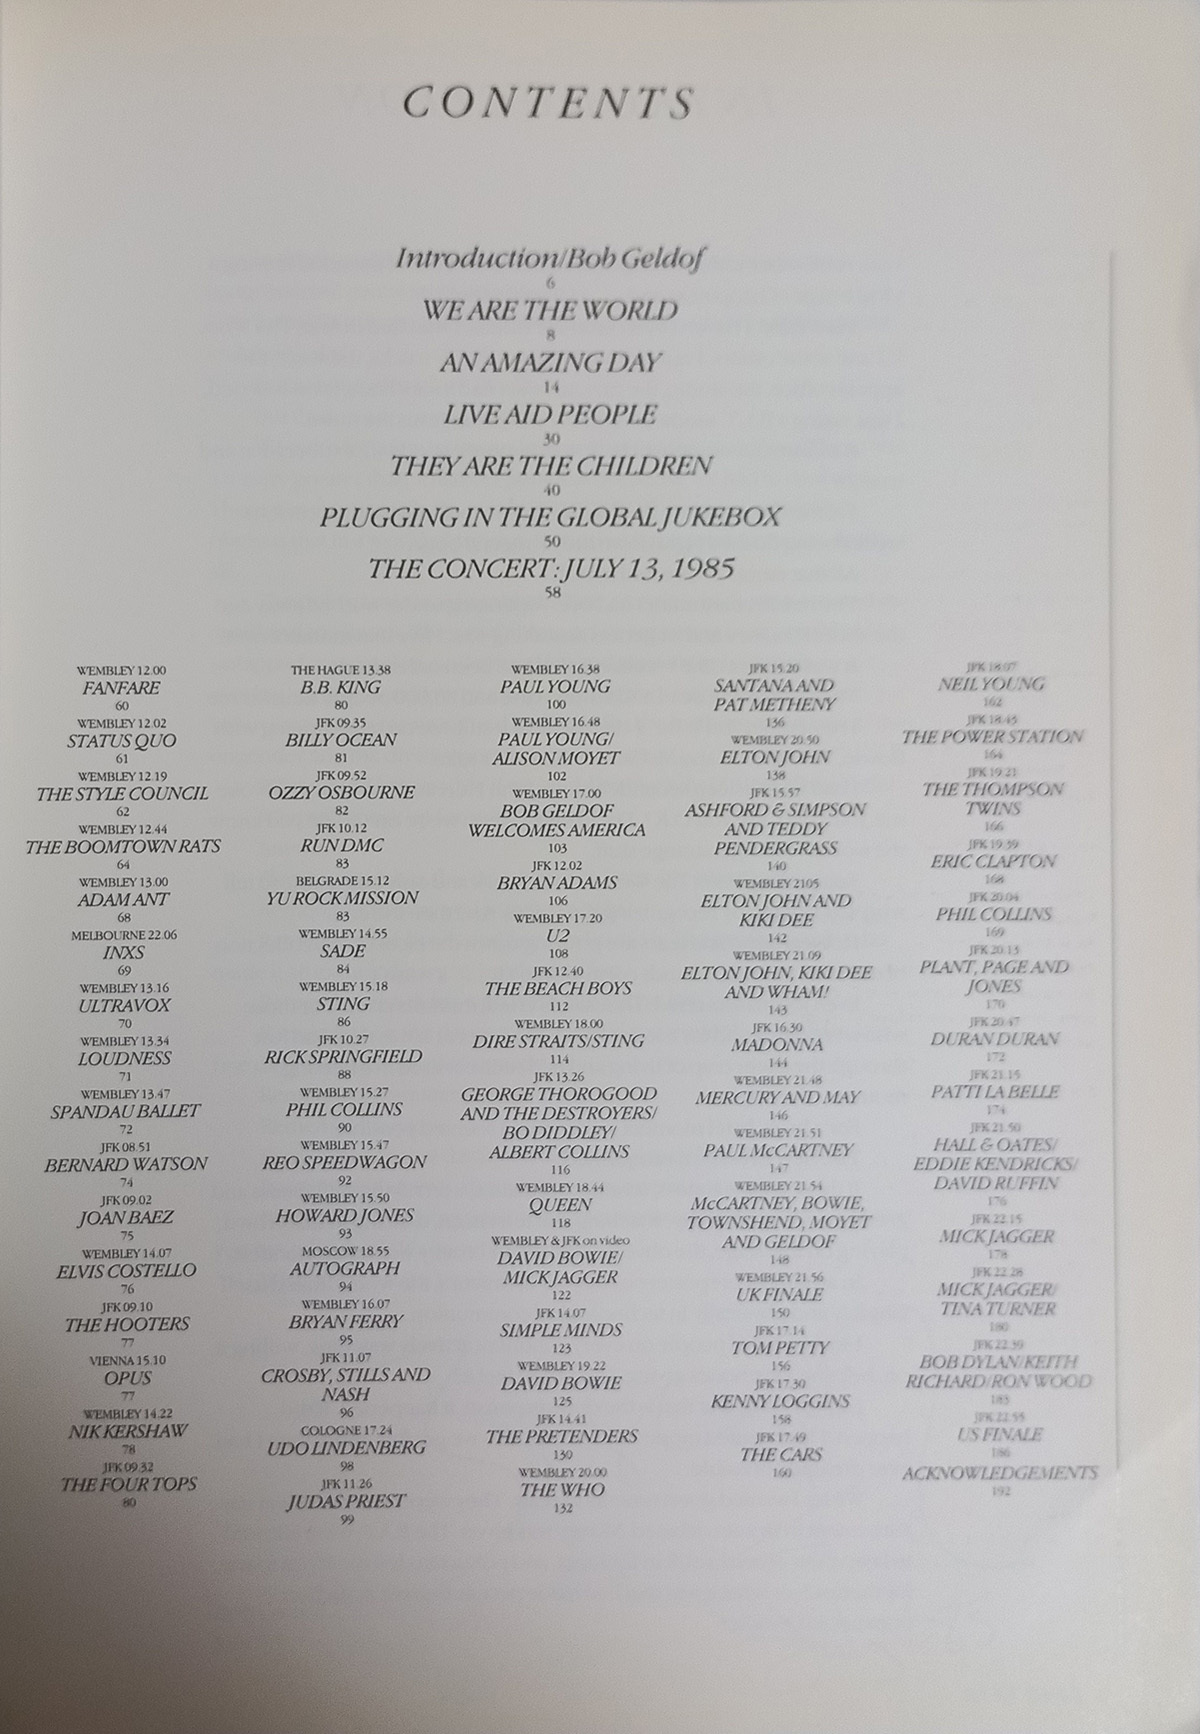 CONTENTS
Introduction/Bob Geldof
6
WE ARE THE WORLD
8
AN AMAZING DAY
14
LIVE AID PEOPLE
30
THEY ARE THE CHILDREN
40
PLUGGING IN THE GLOBAL JUKEBOX
50
THE CONCERT: JULY 13, 1985
58
WEMBLEY 12.00
FANFARE
60
WEMBLEY 12.02
STATUS QUO
61
WEMBLEY 12.19
THE STYLE COUNCIL
62
WEMBLEY 12.44
THE BOOMTOWN RATS
64
WEMBLEY 13.00
ADAM ANT
68
MELBOURNE 22.06
INXS
69
WEMBLEY 13.16
ULTRAVOX
70
WEMBLEY 13.34
LOUDNESS
71
WEMBLEY 13.47
SPANDAU BALLET
72
JFK 08.51
BERNARD WATSON
74
JFK 09.02
JOAN BAEZ
75
WEMBLEY 14.07
ELVIS COSTELLO
76
JFK 09.10
THE HOOTERS
77
VIENNA 15.10
OPUS
77
WEMBLEY 14.22
NIK KERSHAW
78
JFK 09.32
THE FOUR TOPS
80
THE HAGUE 13.38
B.B. KING
80
JFK 09.35
BILLY OCEAN
81
JFK 09.52
OZZY OSBOURNE
82
JFK 10.12
RUN DMC
83
BELGRADE 15.12
YU ROCK MISSION
83
WEMBLEY 14.55
SADE
84
WEMBLEY 15.18
STING
86
JFK 10.27
RICK SPRINGFIELD
88
WEMBLEY 15.27
PHIL COLLINS
90
WEMBLEY 15.47
REO SPEEDWAGON
92
WEMBLEY 15.50
HOWARD JONES
93
MOSCOW 18.55
AUTOGRAPH
94
WEMBLEY 16.07
BRYAN FERRY
95
JFK 11.07
CROSBY, STILLS AND
NASH
96
COLOGNE 17.24
UDO LINDENBERG
98
JFK 11.26
JUDAS PRIEST
99
WEMBLEY 16.38
PAUL YOUNG
100
WEMBLEY 16.48
PAUL YOUNG/
ALISON MOYET
102
WEMBLEY 17.00
BOB GELDOF
WELCOMES AMERICA
103
JFK 12.02
BRYAN ADAMS
106
WEMBLEY 17.20
U2
108
JFK 12.40
THE BEACH BOYS
112
WEMBLEY 18.00
DIRE STRAITS/STING
114
JFK 13.26
GEORGE THOROGOOD
AND THE DESTROYERS/
BO DIDDLEY/
ALBERT COLLINS
116
WEMBLEY 18.44
QUEEN
118
WEMBLEY & JFK on video
DAVID BOWIE/
MICK JAGGER
122
JFK 14.07
SIMPLE MINDS
123
WEMBLEY 19.22
DAVID BOWIE
125
JFK 14.41
THE PRETENDERS
130
WEMBLEY 20.00
THE WHO
132
JFK 15.20
SANTANA AND
PAT METHENY
136
WEMBLEY 20.50
ELTON JOHN
138
JFK 15.57
ASHFORD & SIMPSON
AND TEDDY
PENDERGRASS
140
WEMBLEY 2105
ELTON JOHN AND
KIKI DEE
142
WEMBLEY 21.09
ELTON JOHN, KIKI DEE
AND WHAM!
143
JFK 16.30
MADONNA
144
WEMBLEY 21.48
MERCURY AND MAY
146
WEMBLEY 21.51
PAUL McCARTNEY
147
WEMBLEY 21.54
McCARTNEY, BOWIE,
TOWNSHEND, MOYET
AND GELDOF
148
WEMBLEY 21.56
UK FINALE
150
JFK 17.14
TOM PETTY
156
JFK 17.30
KENNY LOGGINS
158
JFK 17.49
THE CARS
160
JFK 18.07
NEIL YOUNG
162
JFK 18.43
THE POWER STATION
164
JFK 19.21
THE THOMPSON
TWINS
166
JFK 19.39
ERIC CLAPTON
168
JFK 20.04
PHIL COLLINS
169
JFK 20.13
PLANT, PAGE AND
JONES
170
JFK 20.47
DURAN DURAN
172
JFK 21.15
PATTI LA BELLE
174
JFK 21.50
HALL & OATES/
EDDIE KENDRICKS/
DAVID RUFFIN
176
JFK 22.15
MICK JAGGER
178
JFK 22.28
MICK JAGGER/
TINA TURNER
180
JFK 22.39
BOB DYLAN/KEITH
RICHARD/RON WOOD
183
JFK 22.55
US FINALE
186
ACKNOWLEDGEMENTS
192